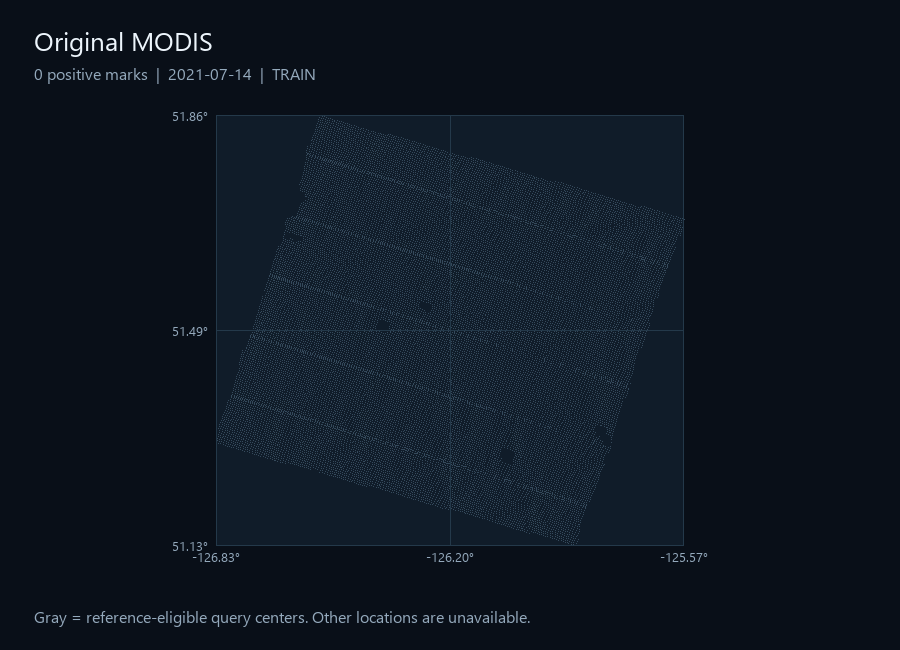 Original MODIS
0 positive marks | 2021-07-14 | TRAIN
51.86°
51.49°
51.13°
-126.83°
-126.20°
-125.57°
Gray = reference-eligible query centers. Other locations are unavailable.